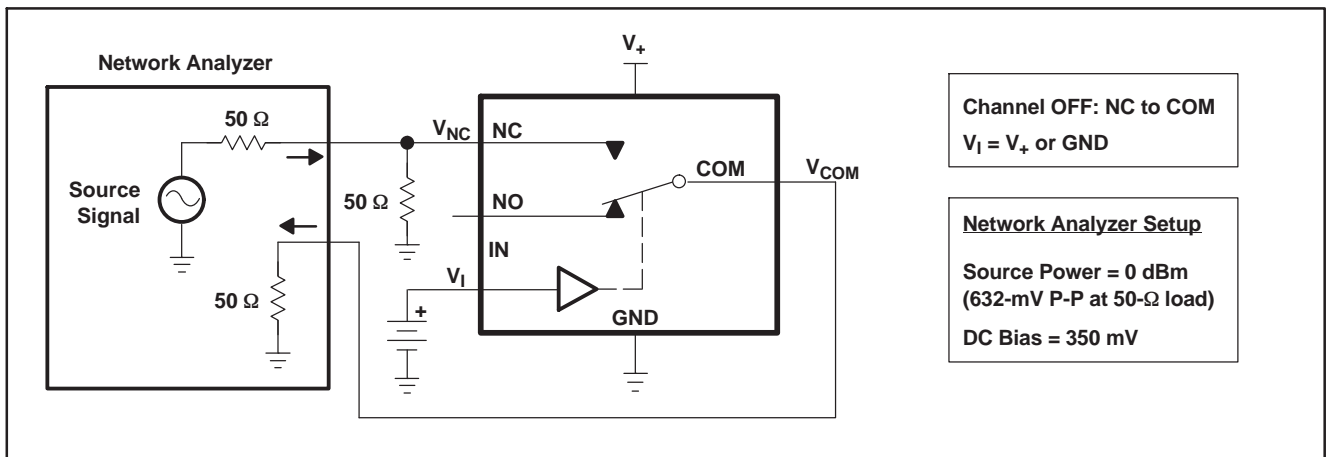 Network Analyzer
50 Ω
Source
Signal
50 Ω
50 Ω
V+
VNC
NC
COM
VCOM
NO
IN
VI
+
GND
Channel OFF: NC to COM
VI = V+ or GND
Network Analyzer Setup
Source Power = 0 dBm
(632-mV P-P at 50-Ω load)
DC Bias = 350 mV